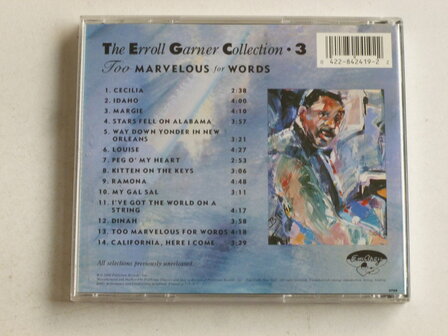 The Erroll Garner Collection • 3
Too MARVELOUS for WORDS
0 422-842419-2 2
1. CECILIA 2:38
2. IDAHO 4:00
3. MARGIE 4:10
4. STARS FELL ON ALABAMA 3:57
5. WAY DOWN YONDER IN NEW
ORLEANS 3:21
6. LOUISE 4:27
7. PEG O' MY HEART 2:53
8. KITTEN ON THE KEYS 3:06
9. RAMONA 4:48
10. MY GAL SAL 2:11
11. I'VE GOT THE WORLD ON A
STRING 4:17
12. DINAH 5:58
13. TOO MARVELOUS FOR WORDS 4:18
14. CALIFORNIA, HERE I COME 3:39
All selections previously unreleased.
EmArcy